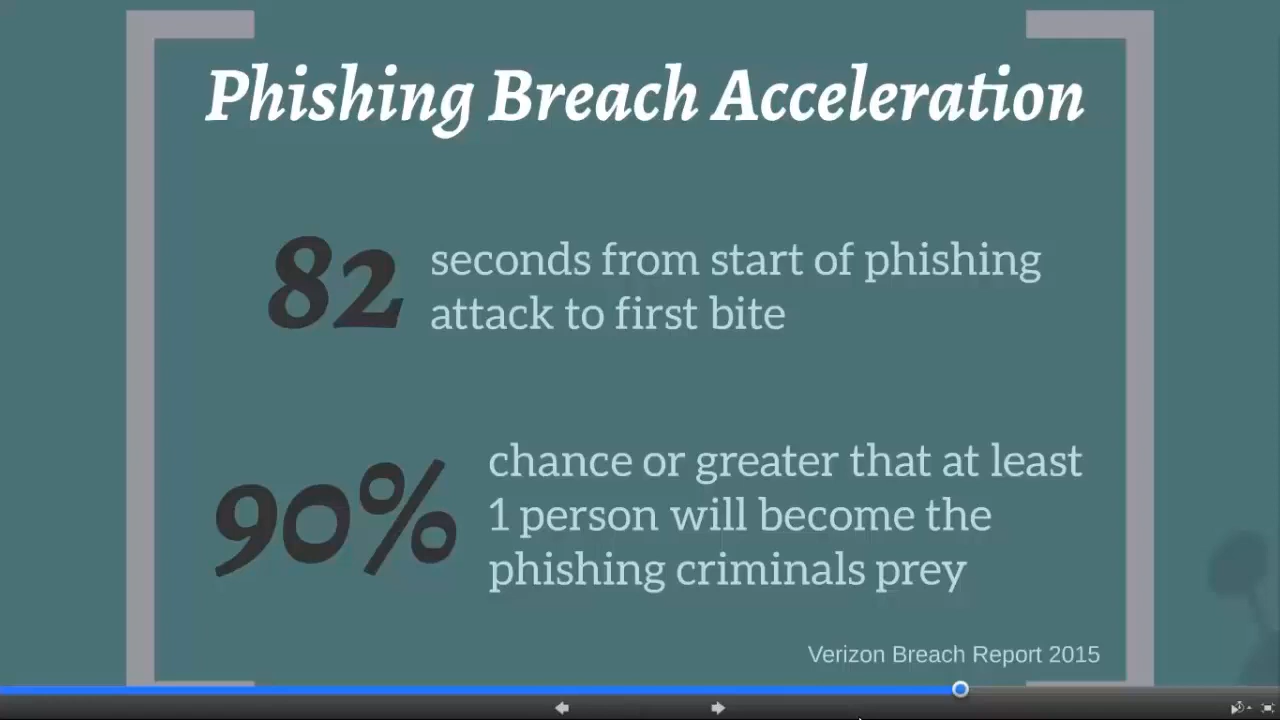 Phishing Breach Acceleration
82 seconds from start of phishing
attack to first bite
90% chance or greater that at least
1 person will become the
phishing criminals prey
Verizon Breach Report 2015